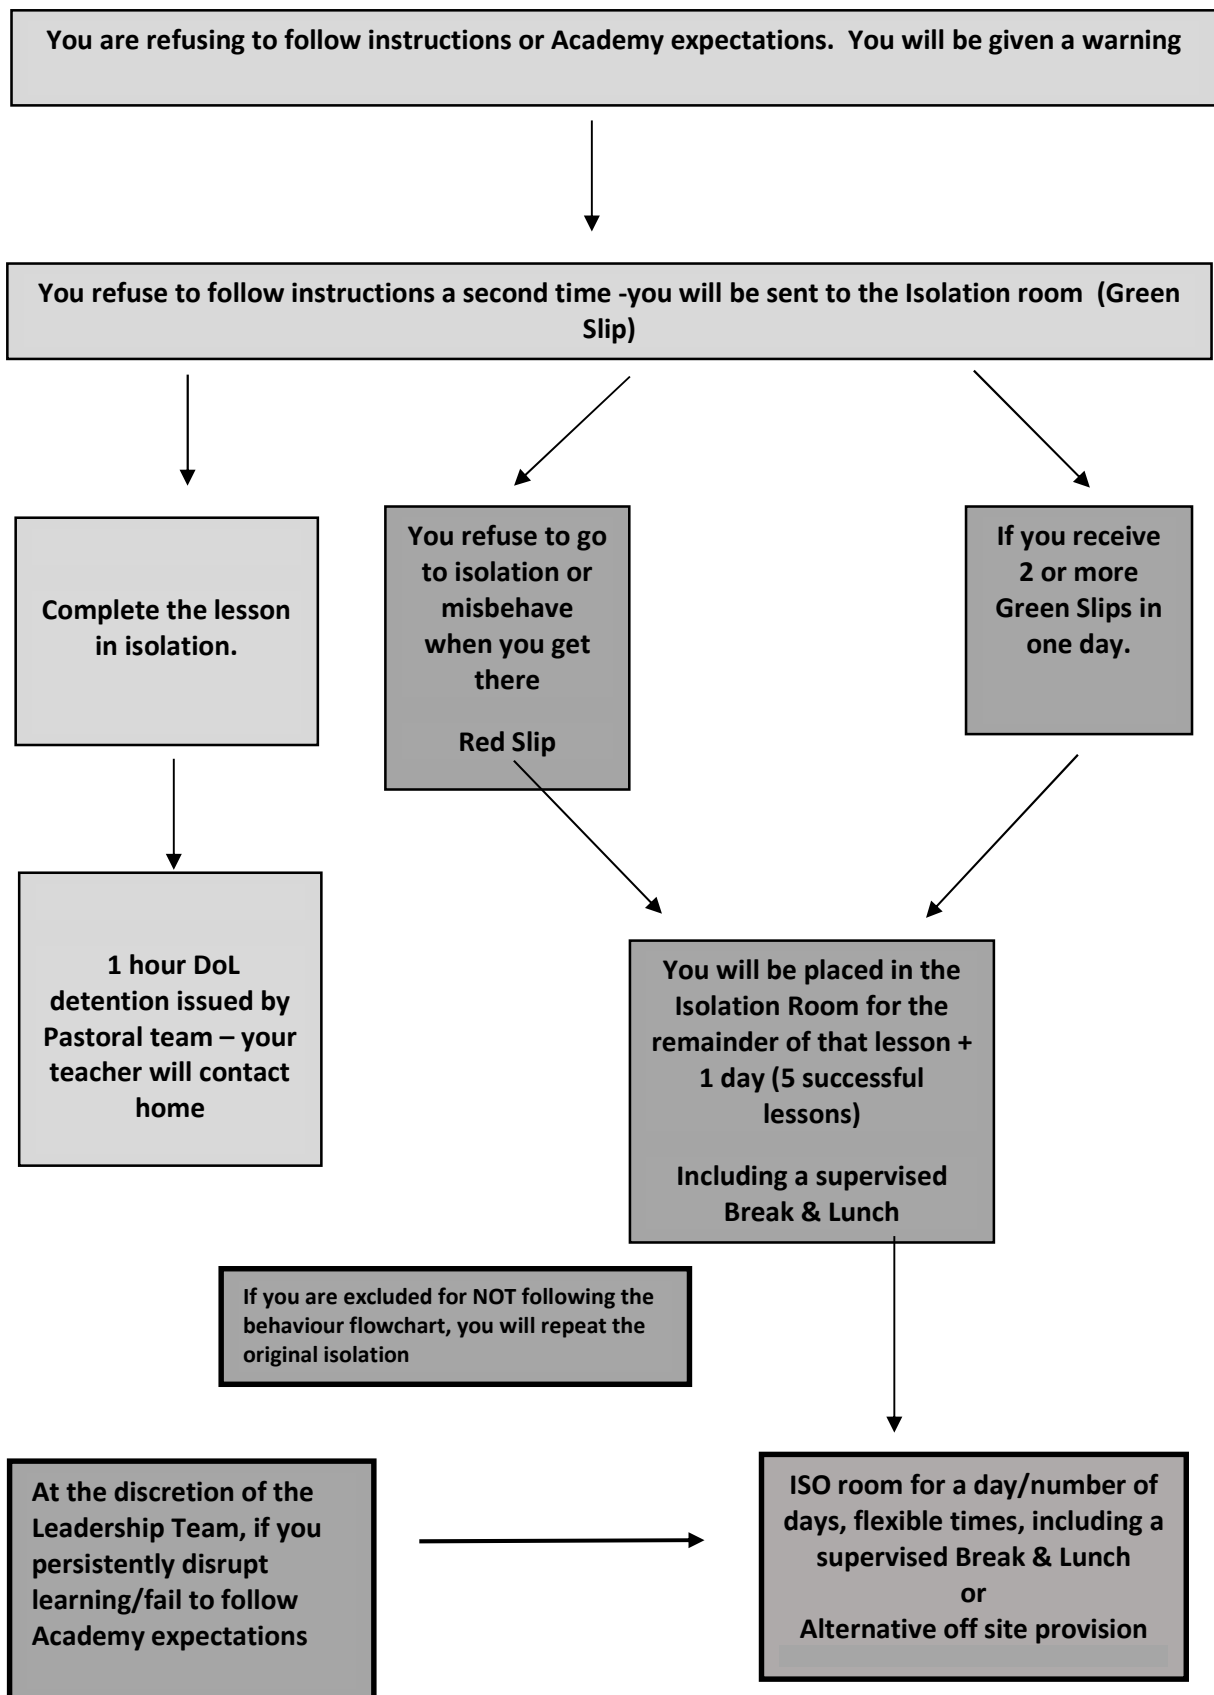 You are refusing to follow instructions or Academy expectations.  You will be given a warning
You refuse to follow instructions a second time -you will be sent to the Isolation room  (Green
Slip)
Complete the lesson
in isolation.
You refuse to go
to isolation or
misbehave
when you get
there
Red Slip
If you receive
2 or more
Green Slips in
one day.
1 hour DoL
detention issued by
Pastoral team – your
teacher will contact
home
You will be placed in the
Isolation Room for the
remainder of that lesson +
1 day (5 successful
lessons)
Including a supervised
Break & Lunch
If you are excluded for NOT following the
behaviour flowchart, you will repeat the
original isolation
At the discretion of the
Leadership Team, if you
persistently disrupt
learning/fail to follow
Academy expectations
ISO room for a day/number of
days, flexible times, including a
supervised Break & Lunch
or
Alternative off site provision